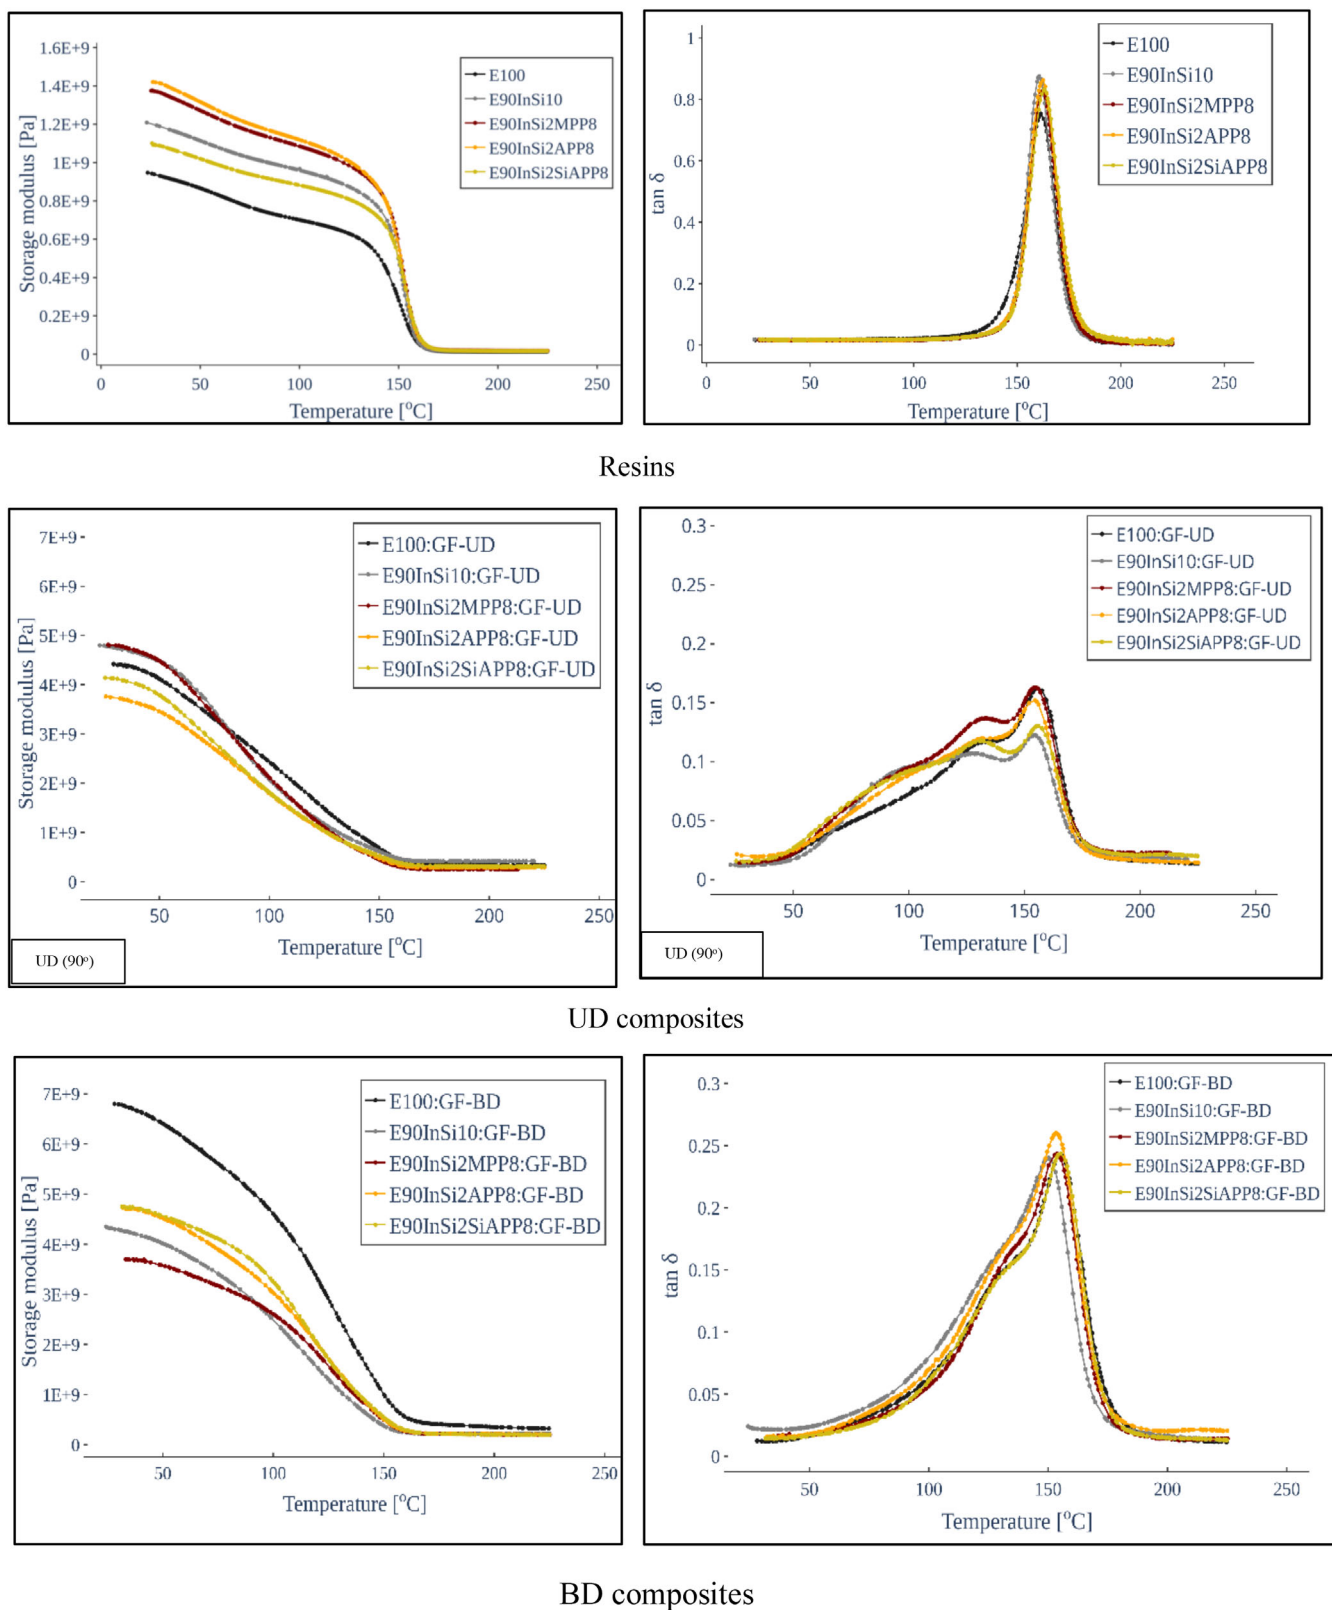 1.6E+9
1.4E+9
1.2E+9
1E+9
0.8E+9
0.6E+9
0.4E+9
0.2E+9
0
Storage modulus [Pa]
0 50 100 150 200 250
Temperature [°C]
E100
E90InSi10
E90InSi2MPP8
E90InSi2APP8
E90InSi2SiAPP8
1
0.8
0.6
0.4
0.2
0
tan δ
0 50 100 150 200 250
Temperature [°C]
E100
E90InSi10
E90InSi2MPP8
E90InSi2APP8
E90InSi2SiAPP8
Resins
7E+9
6E+9
5E+9
4E+9
3E+9
2E+9
1E+9
0
Storage modulus [Pa]
50 100 150 200 250
Temperature [°C]
E100:GF-UD
E90InSi10:GF-UD
E90InSi2MPP8:GF-UD
E90InSi2APP8:GF-UD
E90InSi2SiAPP8:GF-UD
UD (90°)
0.3
0.25
0.2
0.15
0.1
0.05
0
tan δ
50 100 150 200 250
Temperature [°C]
E100:GF-UD
E90InSi10:GF-UD
E90InSi2MPP8:GF-UD
E90InSi2APP8:GF-UD
E90InSi2SiAPP8:GF-UD
UD (90°)
UD composites
7E+9
6E+9
5E+9
4E+9
3E+9
2E+9
1E+9
0
Storage modulus [Pa]
50 100 150 200 250
Temperature [°C]
E100:GF-BD
E90InSi10:GF-BD
E90InSi2MPP8:GF-BD
E90InSi2APP8:GF-BD
E90InSi2SiAPP8:GF-BD
0.3
0.25
0.2
0.15
0.1
0.05
0
tan δ
50 100 150 200 250
Temperature [°C]
E100:GF-BD
E90InSi10:GF-BD
E90InSi2MPP8:GF-BD
E90InSi2APP8:GF-BD
E90InSi2SiAPP8:GF-BD
BD composites